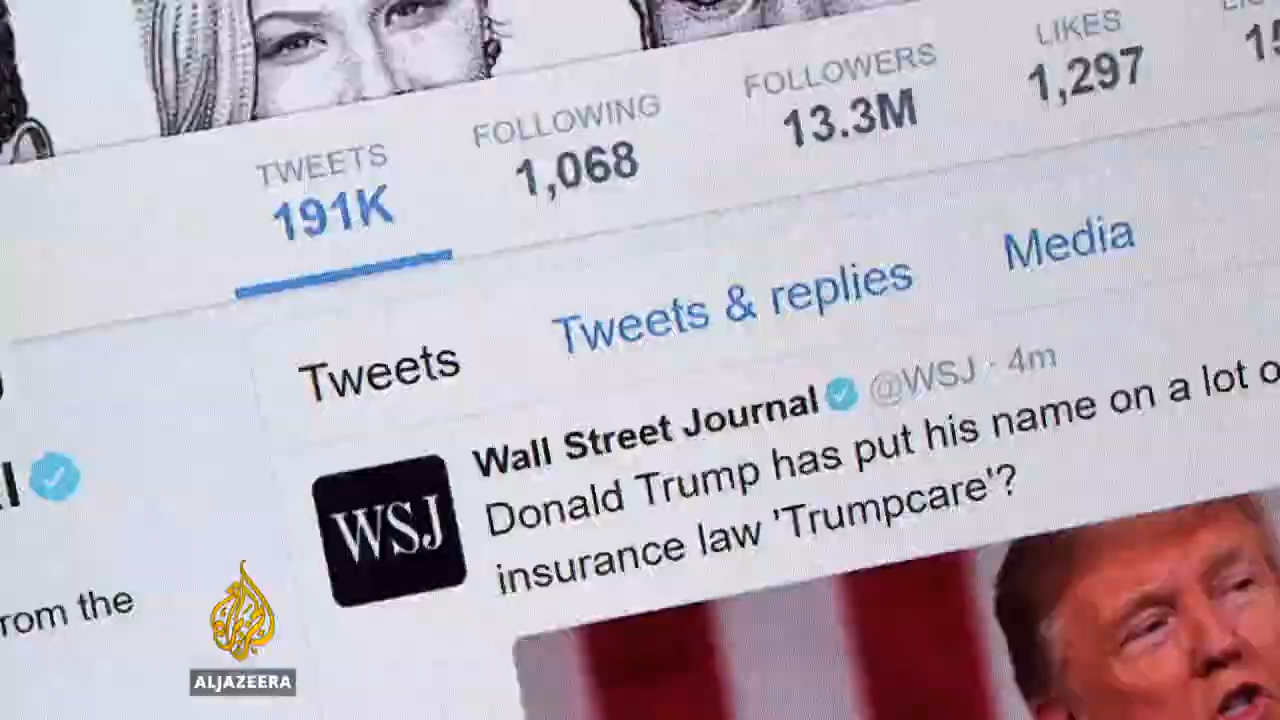 TWEETS
191K
FOLLOWING
1,068
FOLLOWERS
13.3M
LIKES
1,297
Tweets
Tweets & replies
Media
Wall Street Journal @WSJ · 4m
Donald Trump has put his name on a lot
insurance law 'Trumpcare'?
WSJ
from the
ALJAZEERA